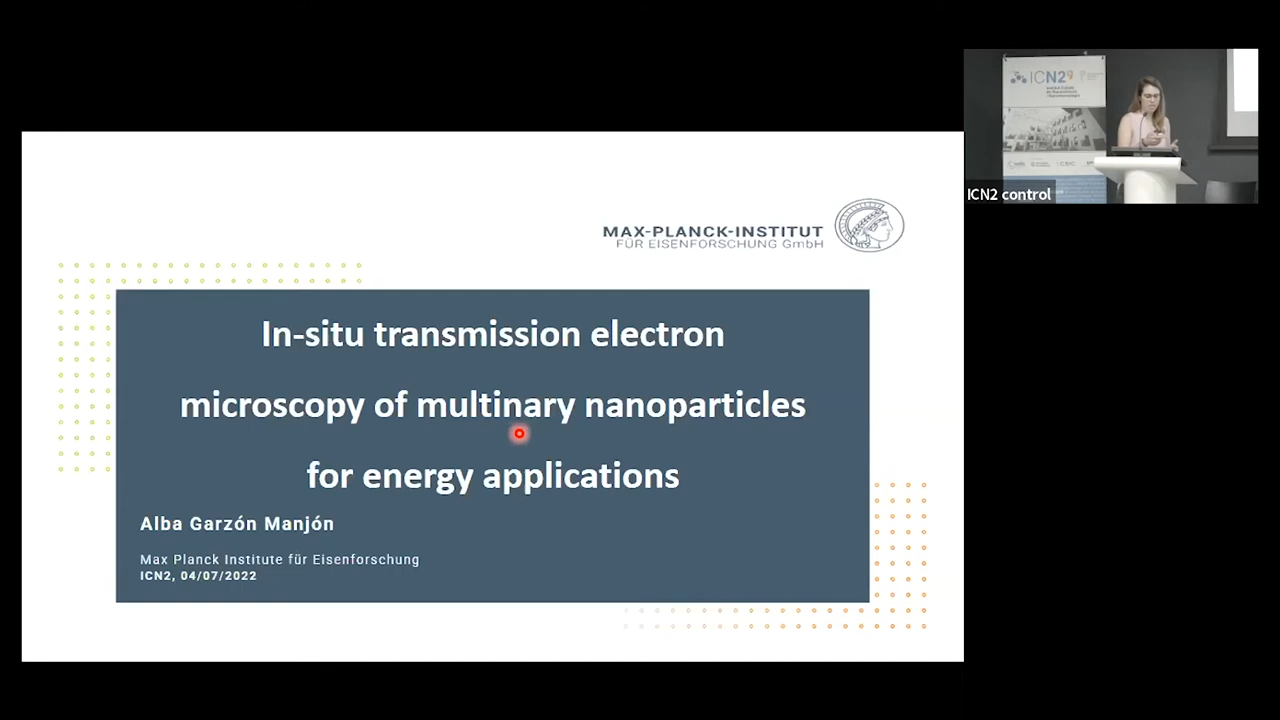 MAX-PLANCK-INSTITUT
FÜR EISENFORSCHUNG GmbH
In-situ transmission electron
microscopy of multinary nanoparticles
for energy applications
Alba Garzón Manjón
Max Planck Institute für Eisenforschung
ICN2, 04/07/2022
ICN2
ICN2 control